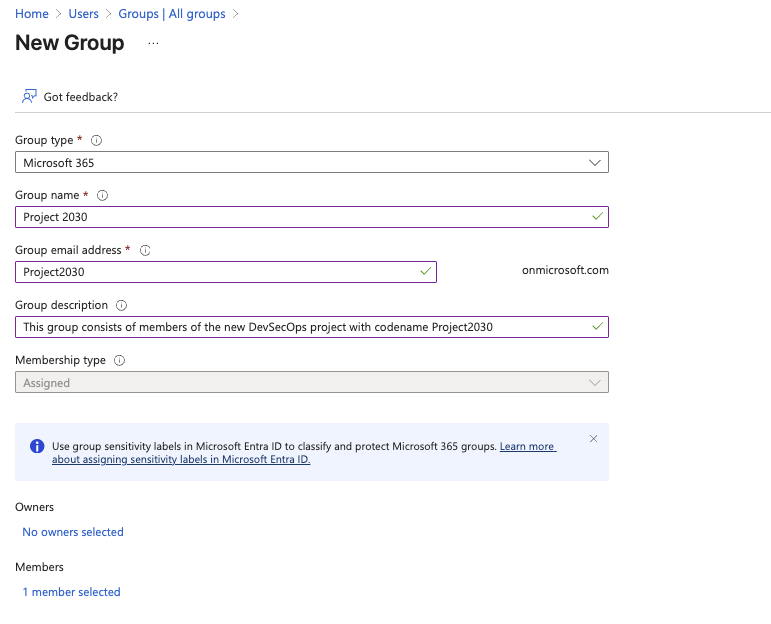 Home > Users > Groups | All groups >
New Group ...
Got feedback?
Group type *
Microsoft 365
Group name *
Project 2030
Group email address *
Project2030
onmicrosoft.com
Group description
This group consists of members of the new DevSecOps project with codename Project2030
Membership type
Assigned
Use group sensitivity labels in Microsoft Entra ID to classify and protect Microsoft 365 groups. Learn more
about assigning sensitivity labels in Microsoft Entra ID.
Owners
No owners selected
Members
1 member selected